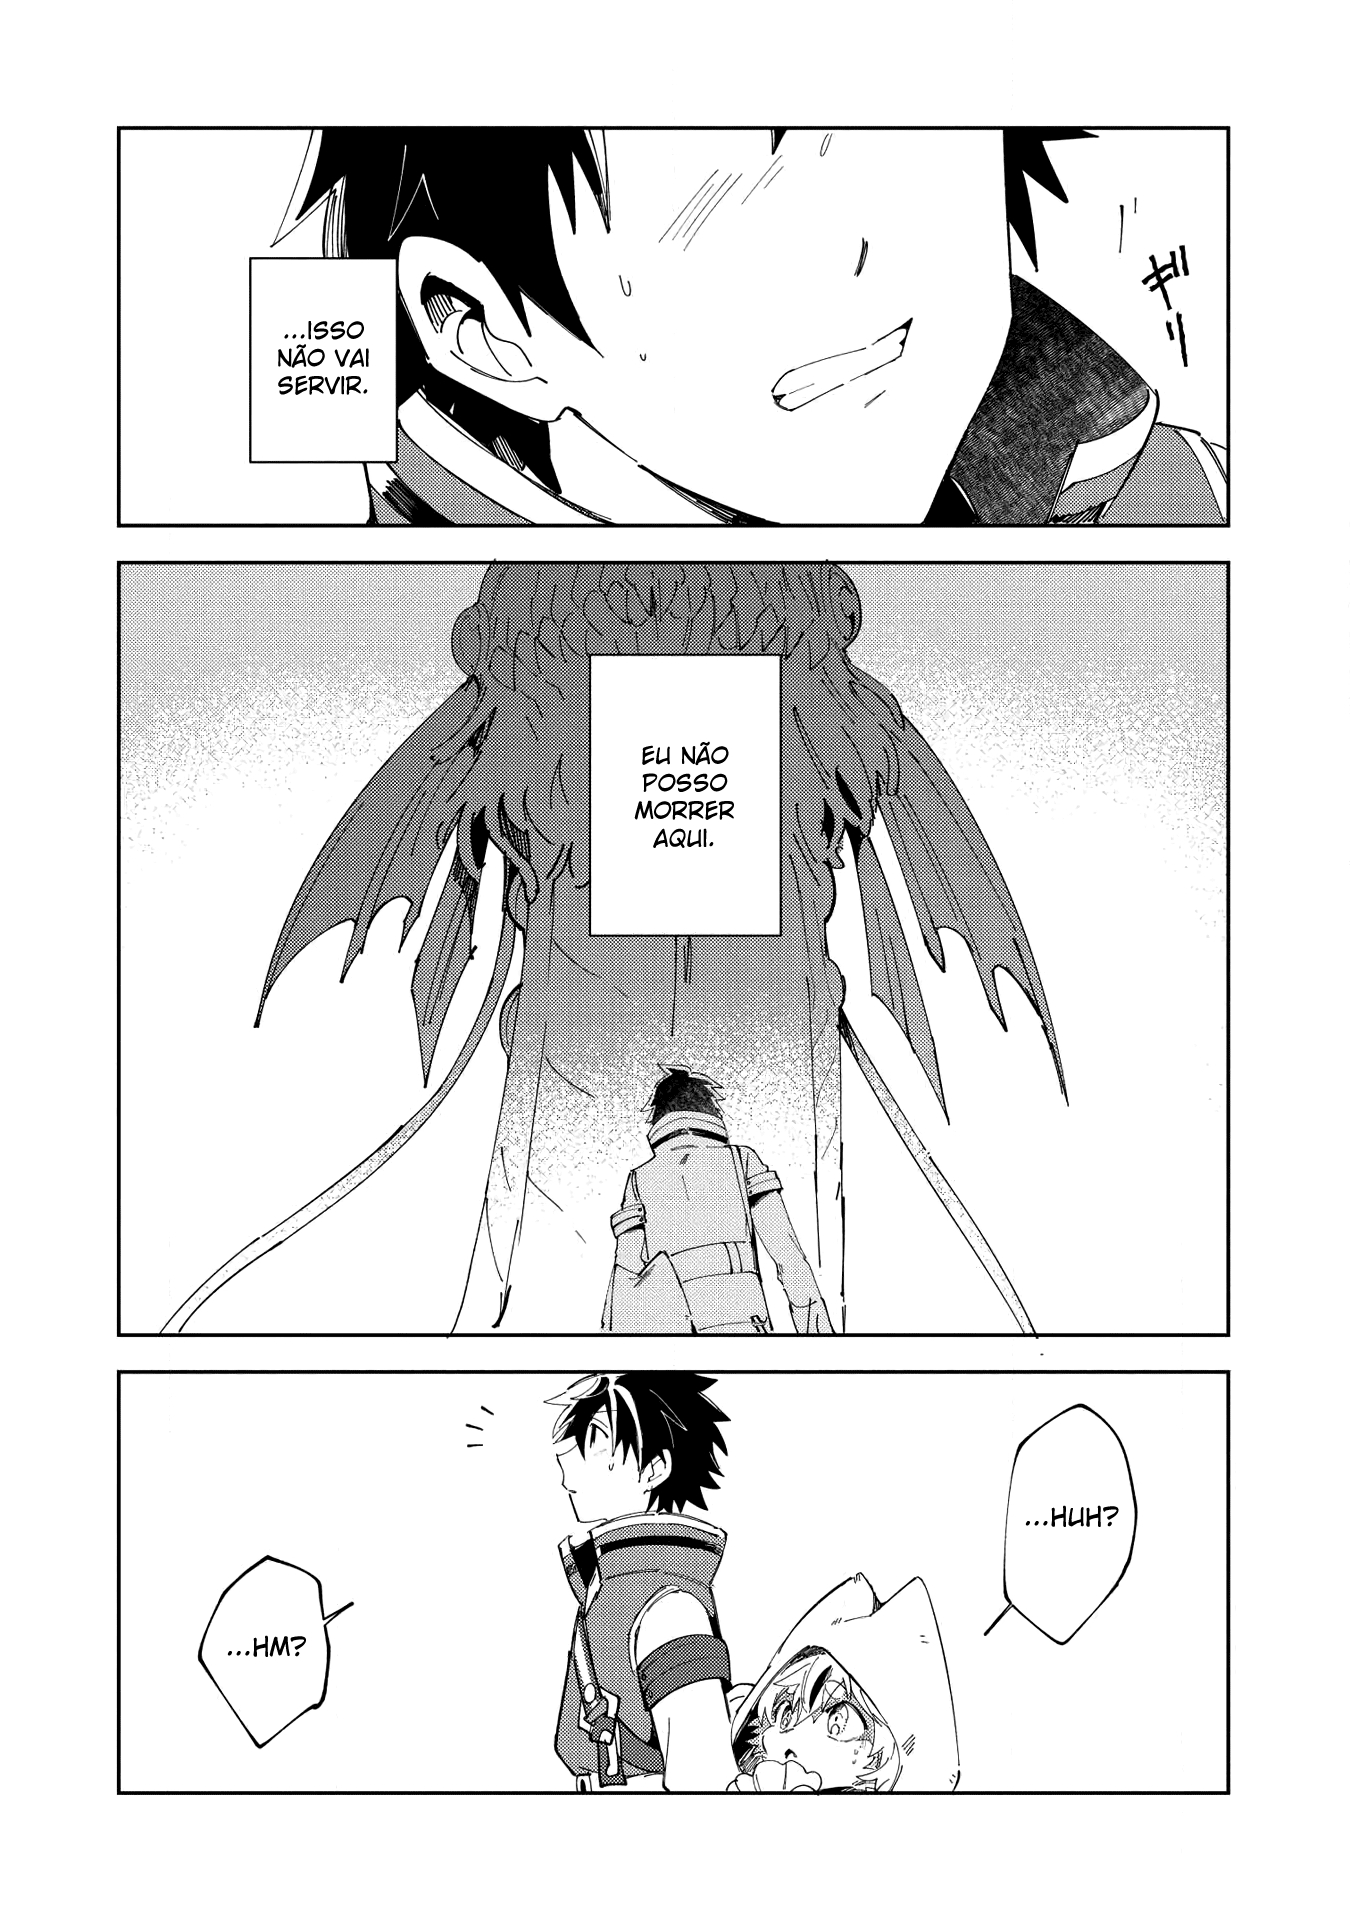 ...ISSO
NÃO VAI
SERVIR.
ギリ
EU NÃO
POSSO
MORRER
AQUI.
...HUH?
...HM?